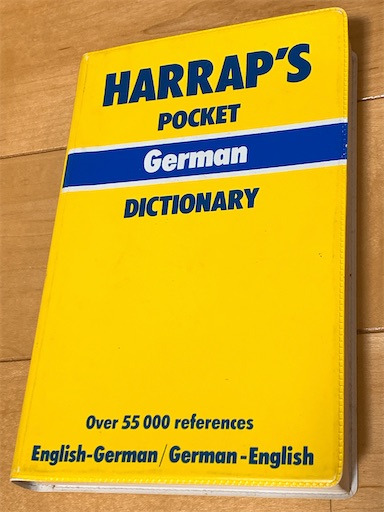 HARRAP'S
POCKET
German
DICTIONARY
Over 55 000 references
English-German/German-English